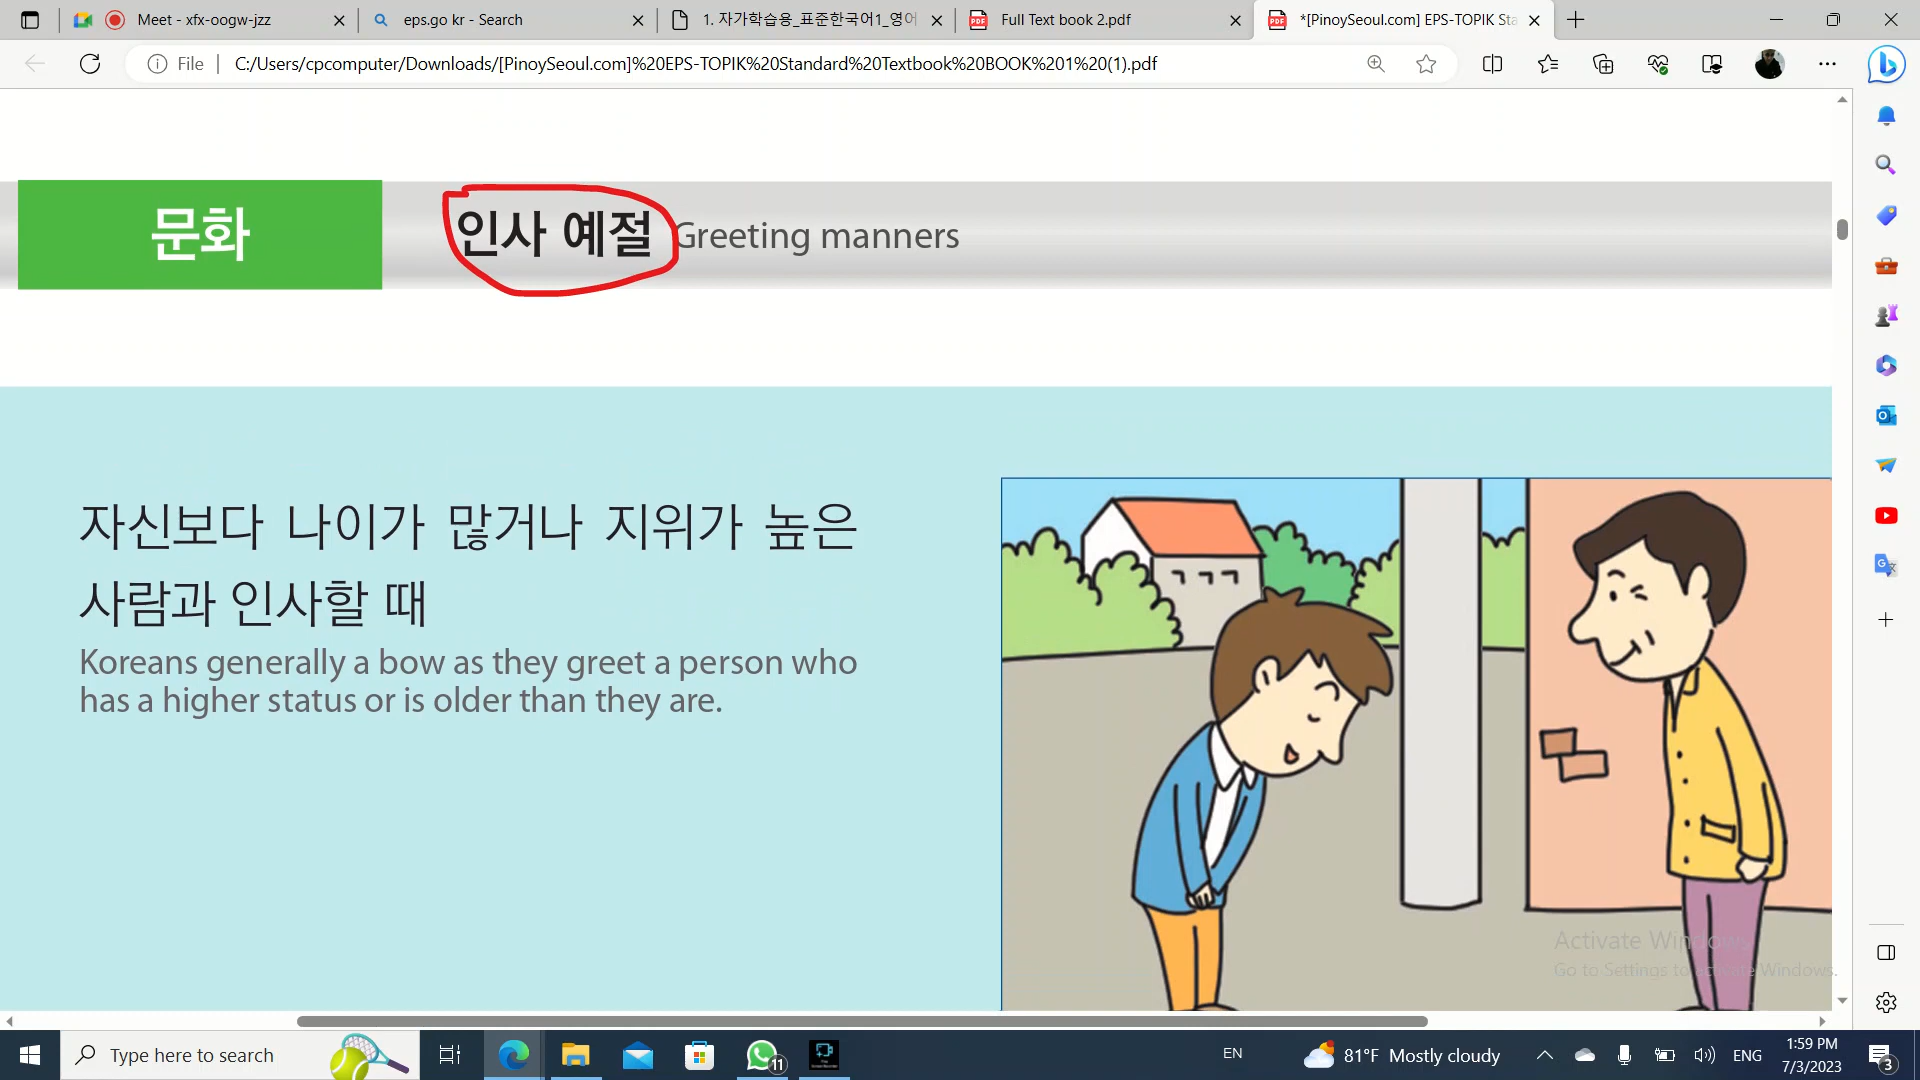 Meet - xfx-oogw-jzz
eps.go kr - Search
1. 자가학습용_표준한국어1_영어
Full Text book 2.pdf
*[PinoySeoul.com] EPS-TOPIK Sta
File
C:/Users/cpcomputer/Downloads/[PinoySeoul.com]%20EPS-TOPIK%20Standard%20Textbook%20BOOK%201%20(1).pdf
문화
인사 예절 Greeting manners
자신보다 나이가 많거나 지위가 높은
사람과 인사할 때
Koreans generally a bow as they greet a person who
has a higher status or is older than they are.
Activate Windows
Go to Settings to activate Windows.
Type here to search
11
EN
81°F Mostly cloudy
ENG
1:59 PM
7/3/2023
3